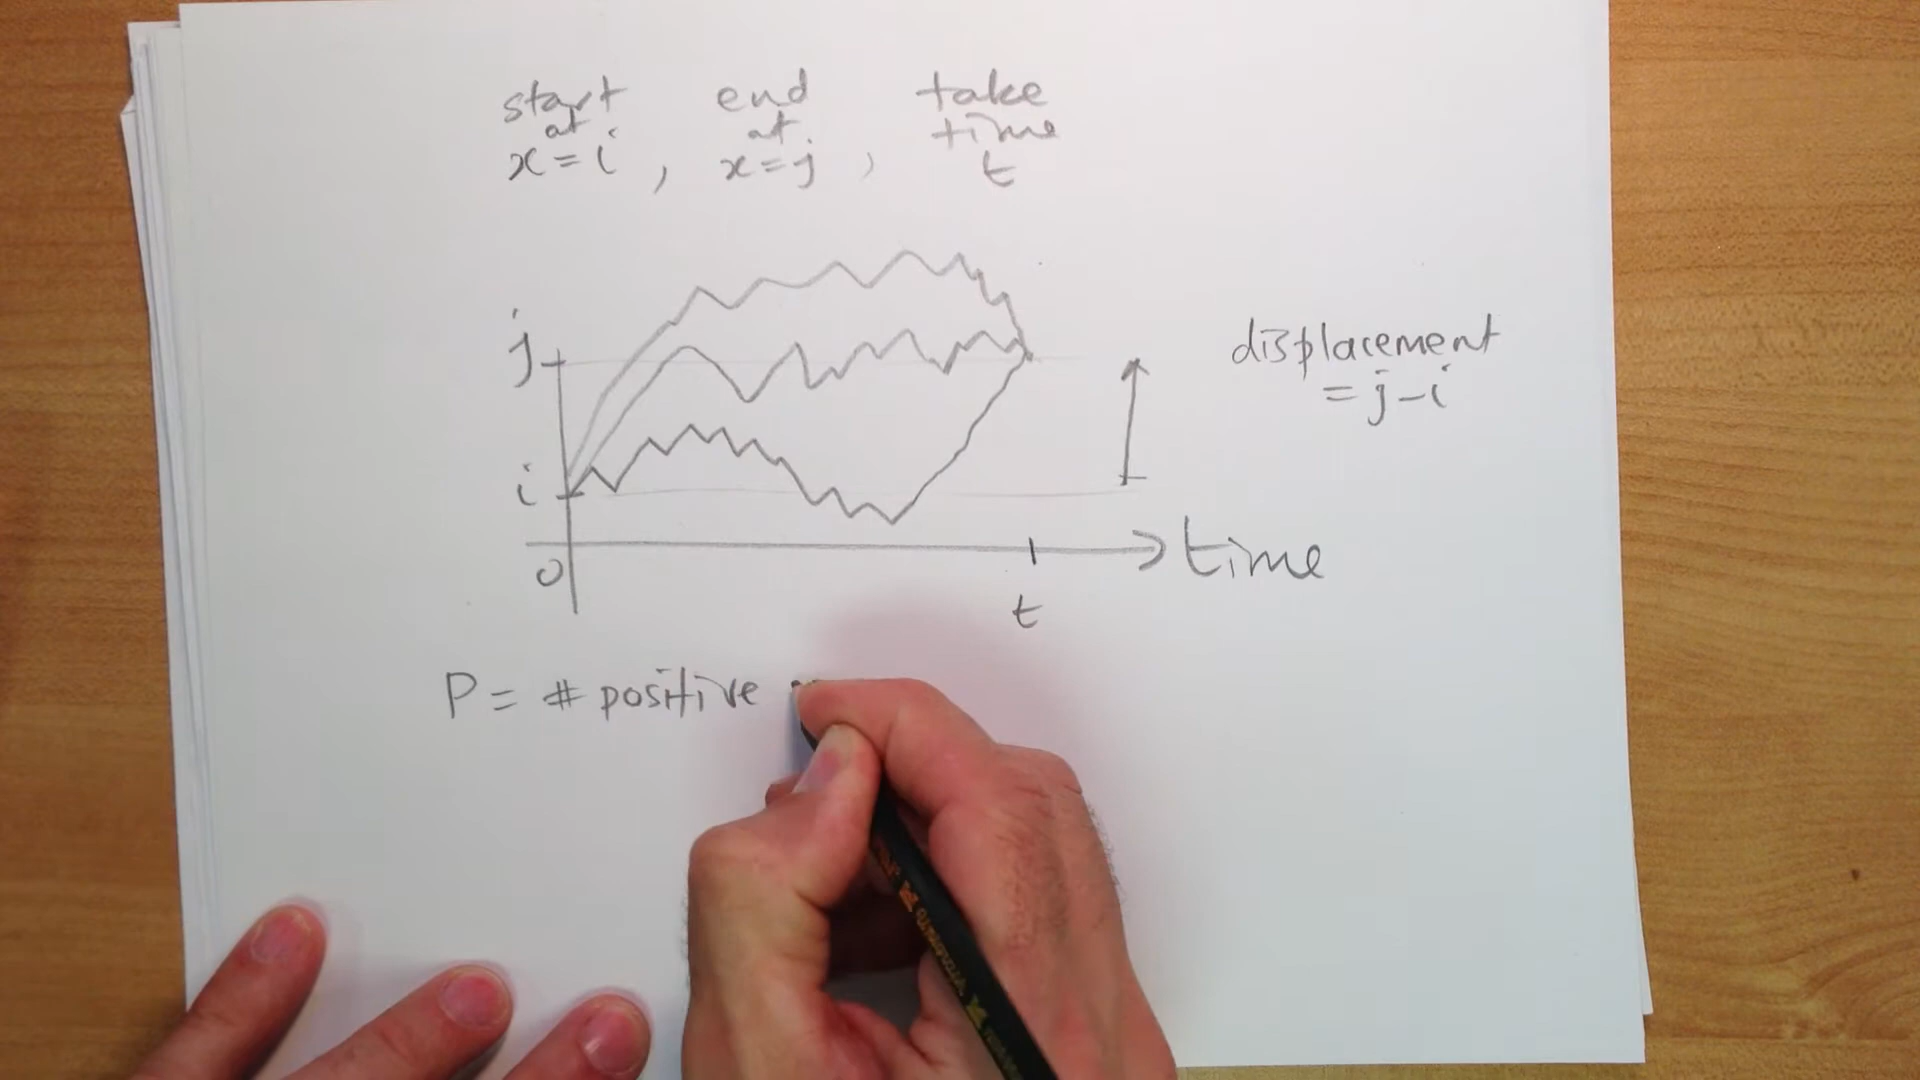 start end take
at at time
x = i , x = j , t
j
displacement
= j - i
i
0
time
t
P = # positive